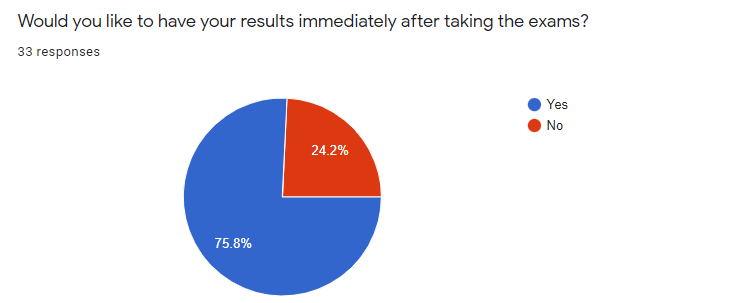 Would you like to have your results immediately after taking the exams?
33 responses
Yes
No
24.2%
75.8%